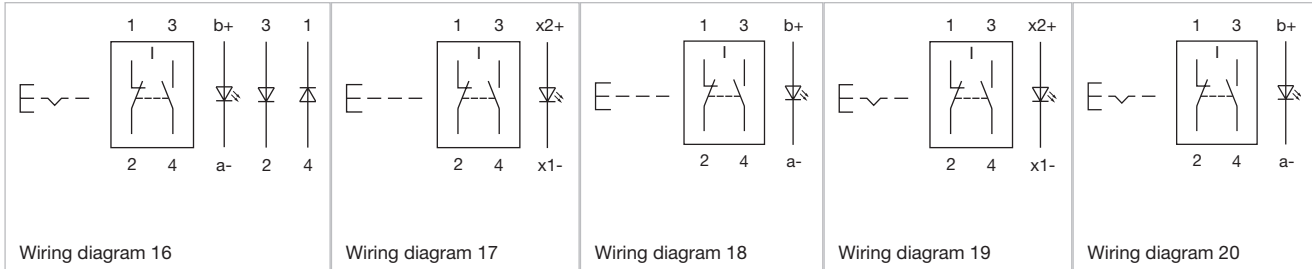 1 3 b+ 3 1
2 4 a- 2 4
Wiring diagram 16
1 3 x2+
I
2 4 x1-
Wiring diagram 17
1 3 b+
I
2 4 a-
Wiring diagram 18
1 3 x2+
I
2 4 x1-
Wiring diagram 19
1 3 b+
I
2 4 a-
Wiring diagram 20